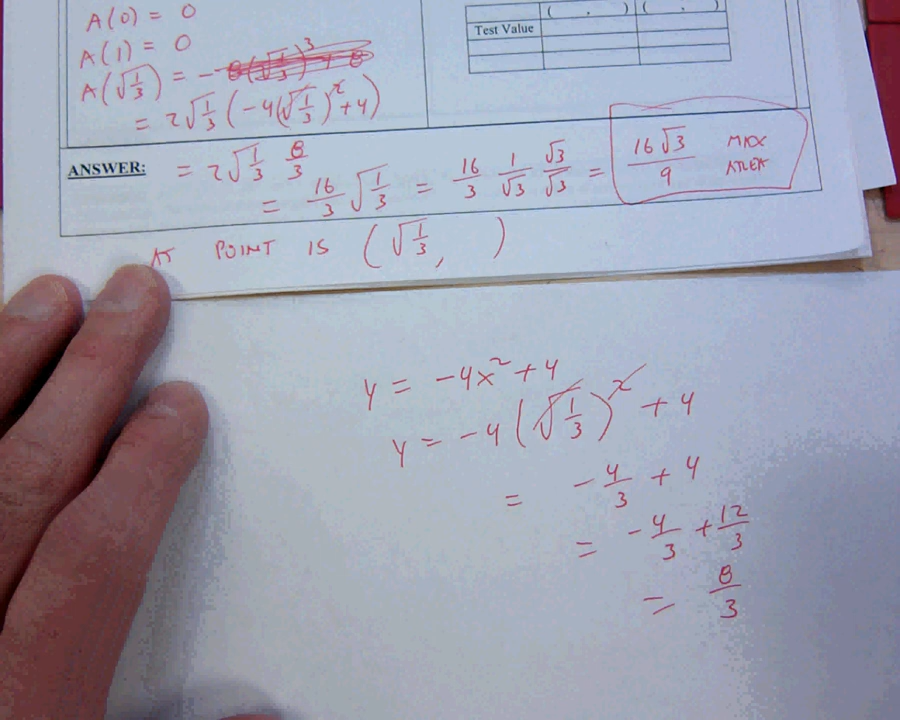 A(0) = 0
A(1) = 0
A(√1/3) = -
= 2√1/3 (-4(√1/3)² + 4)
( , ) ( , )
Test Value
ANSWER: = 2√1/3 8/3
= 16/3 √1/3 = 16/3 1/√3 √3/√3 = 16√3/9 MAX AREA
AT POINT IS (√1/3, )
y = -4x² + 4
y = -4(√1/3)² + 4
= -4/3 + 4
= -4/3 + 12/3
= 8/3